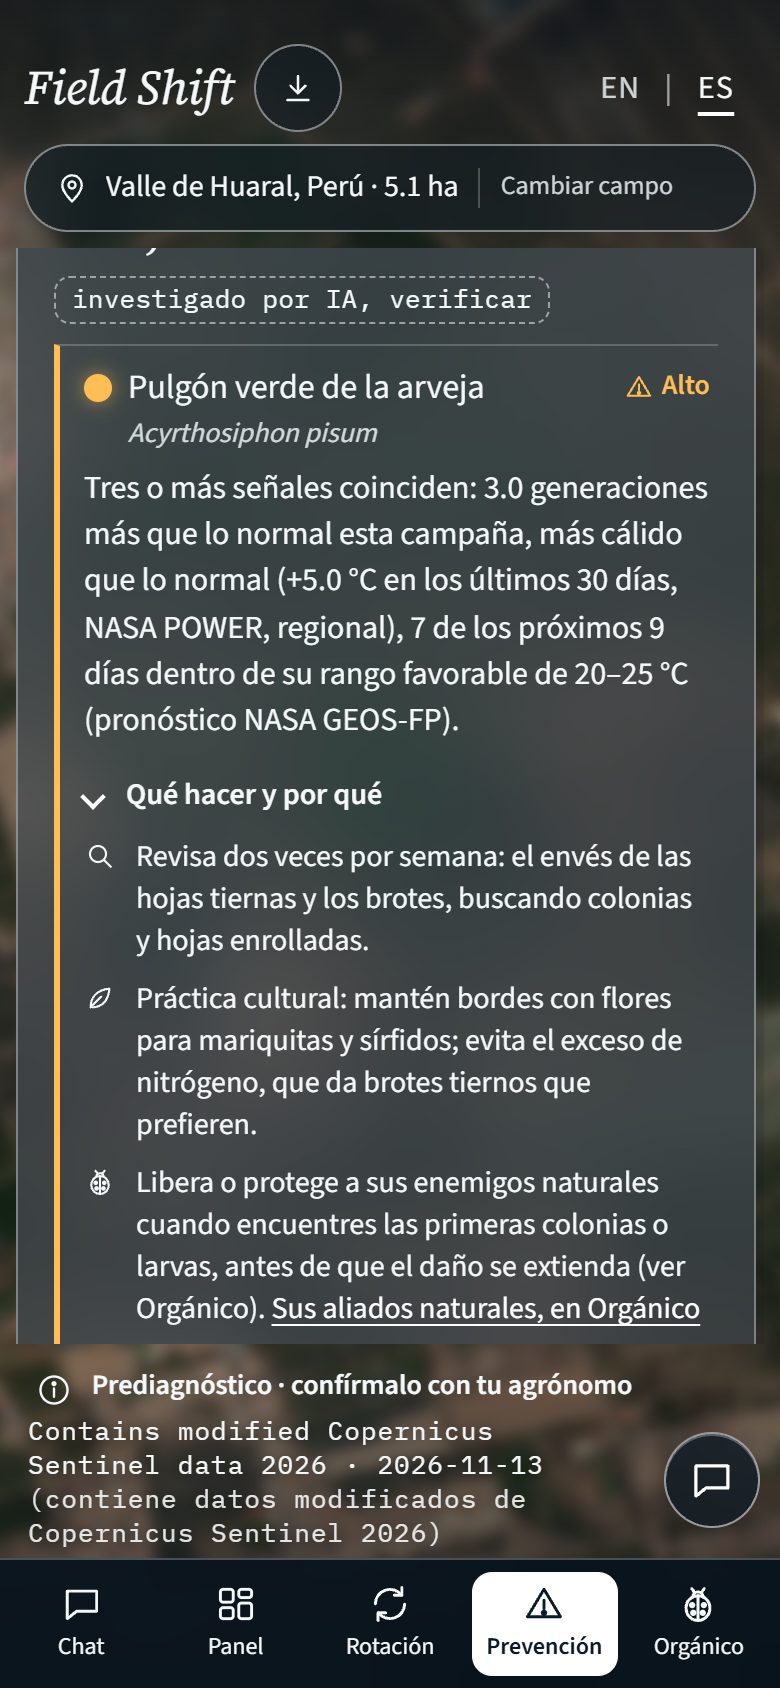 Field Shift
EN | ES
Valle de Huaral, Perú · 5.1 ha | Cambiar campo
investigado por IA, verificar
Pulgón verde de la arveja
Alto
Acyrthosiphon pisum
Tres o más señales coinciden: 3.0 generaciones
más que lo normal esta campaña, más cálido
que lo normal (+5.0 °C en los últimos 30 días,
NASA POWER, regional), 7 de los próximos 9
días dentro de su rango favorable de 20–25 °C
(pronóstico NASA GEOS-FP).
Qué hacer y por qué
Revisa dos veces por semana: el envés de las
hojas tiernas y los brotes, buscando colonias
y hojas enrolladas.
Práctica cultural: mantén bordes con flores
para mariquitas y sírfidos; evita el exceso de
nitrógeno, que da brotes tiernos que
prefieren.
Libera o protege a sus enemigos naturales
cuando encuentres las primeras colonias o
larvas, antes de que el daño se extienda (ver
Orgánico). Sus aliados naturales, en Orgánico
Prediagnóstico · confírmalo con tu agrónomo
Contains modified Copernicus
Sentinel data 2026 · 2026-11-13
(contiene datos modificados de
Copernicus Sentinel 2026)
Chat
Panel
Rotación
Prevención
Orgánico